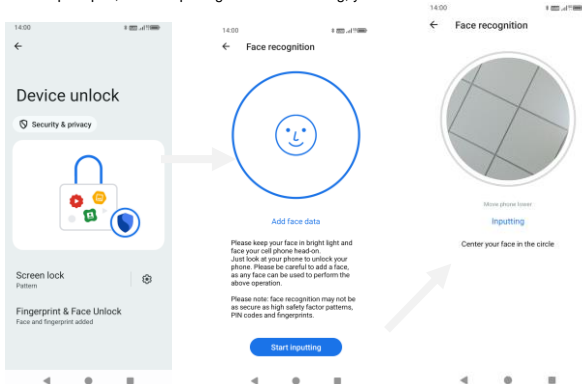 14:00
Device unlock
Security & privacy
Screen lock
Pattern
Fingerprint & Face Unlock
Face and fingerprint added
14:00
Face recognition
Add face data
Please keep your face in bright light and
face your cell phone head-on.
Just look at your phone to unlock your
phone. Please be careful to add a face,
as any face can be used to perform the
above operation.
Please note: face recognition may not be
as secure as high safety factor patterns,
PIN codes and fingerprints.
Start inputting
14:00
Face recognition
Move phone lower
Inputting
Center your face in the circle